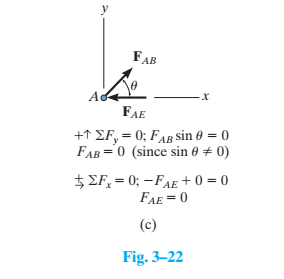 y
F_AB
θ
A
x
F_AE
+↑ ΣF_y = 0; F_AB sin θ = 0
F_AB = 0 (since sin θ ≠ 0)
±→ ΣF_x = 0; −F_AE + 0 = 0
F_AE = 0
(c)
Fig. 3–22